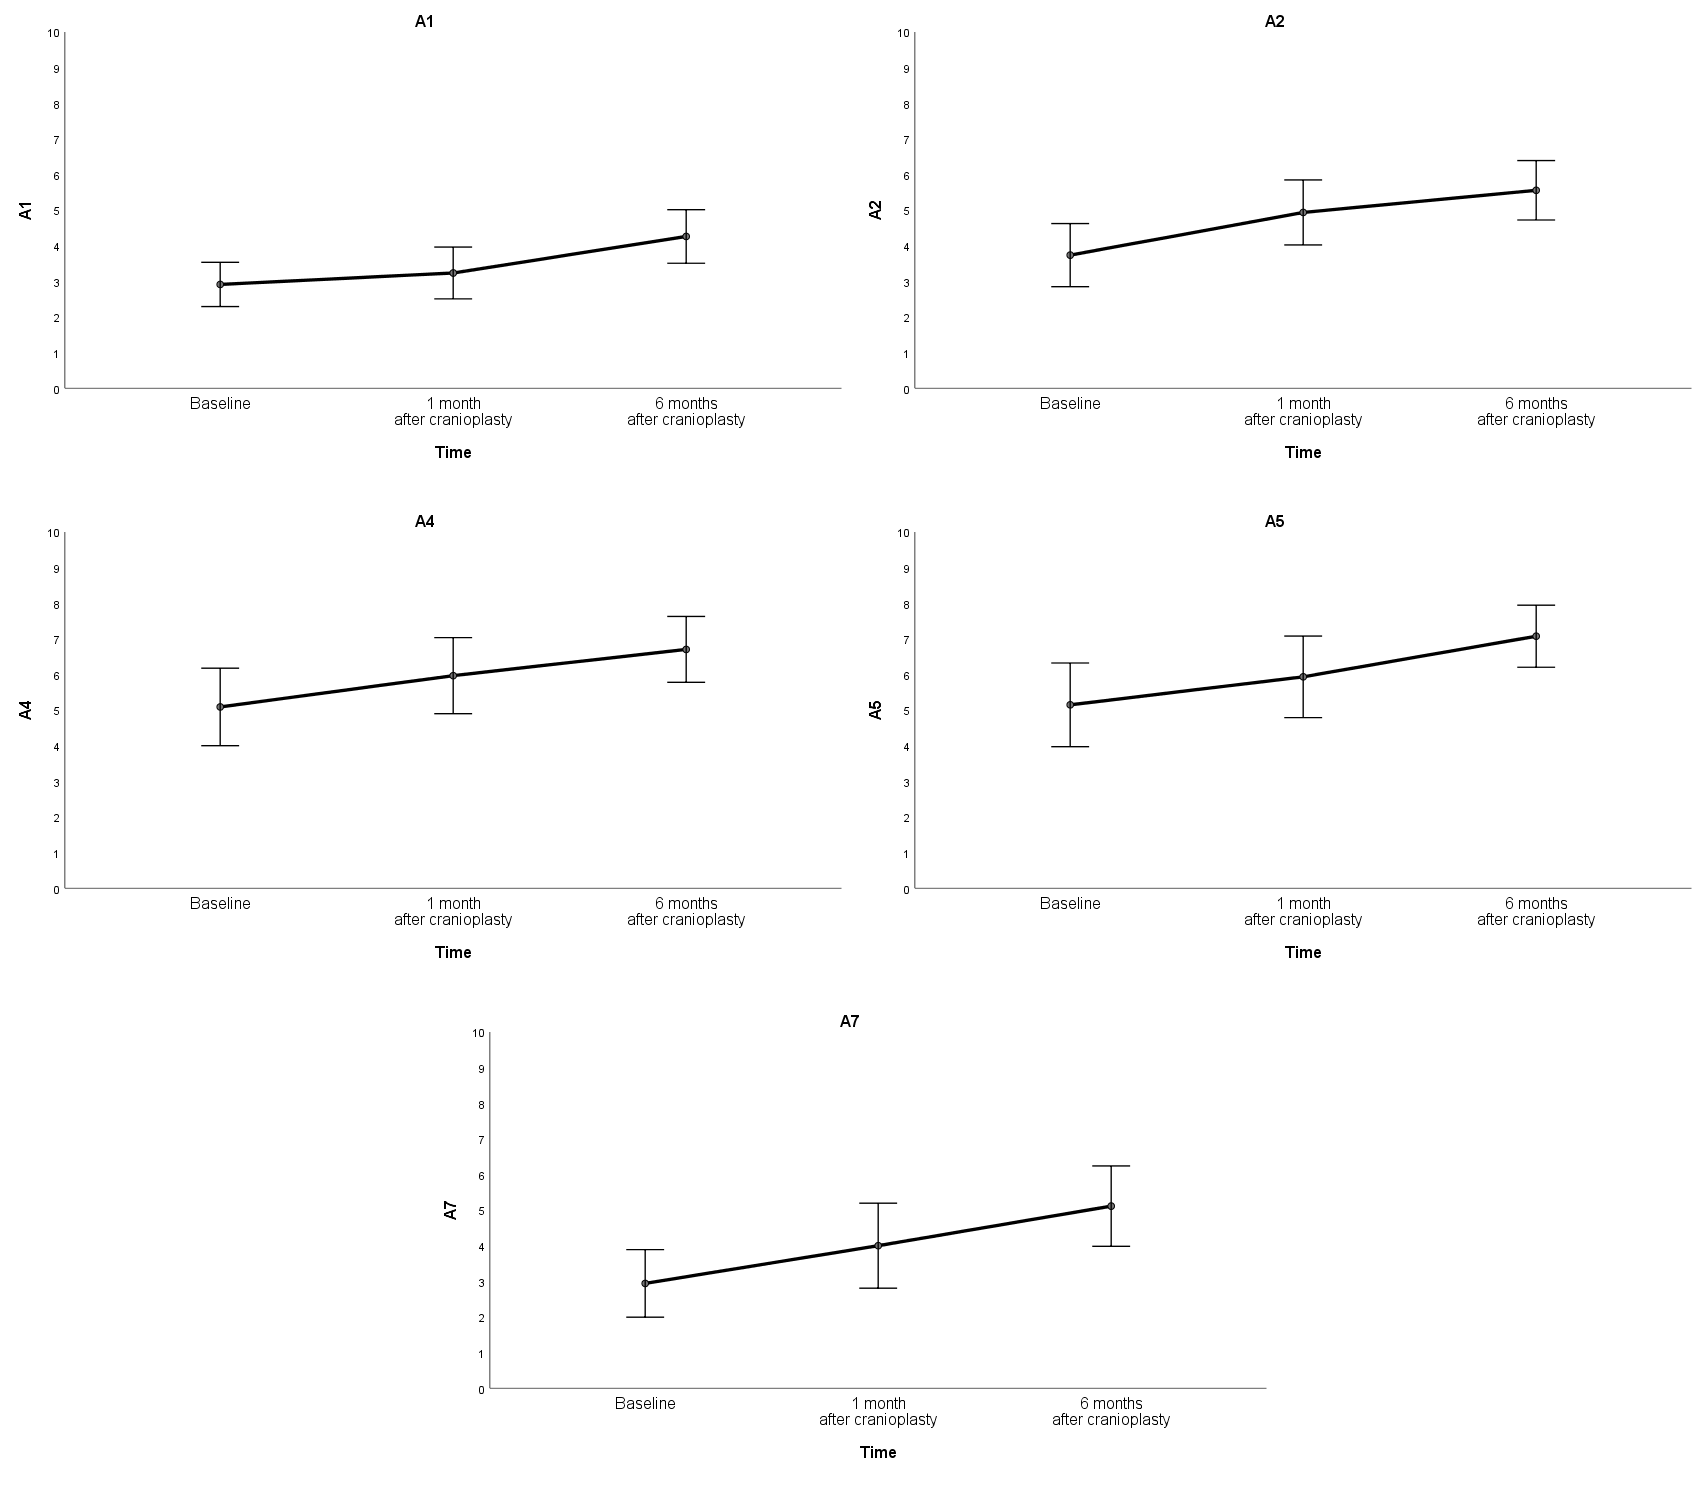 A1
10
9
8
7
6
5
4
3
2
1
0
A1
Baseline
1 month
after cranioplasty
6 months
after cranioplasty
Time
A2
10
9
8
7
6
5
4
3
2
1
0
A2
Baseline
1 month
after cranioplasty
6 months
after cranioplasty
Time
A4
10
9
8
7
6
5
4
3
2
1
0
A4
Baseline
1 month
after cranioplasty
6 months
after cranioplasty
Time
A5
10
9
8
7
6
5
4
3
2
1
0
A5
Baseline
1 month
after cranioplasty
6 months
after cranioplasty
Time
A7
10
9
8
7
6
5
4
3
2
1
0
A7
Baseline
1 month
after cranioplasty
6 months
after cranioplasty
Time